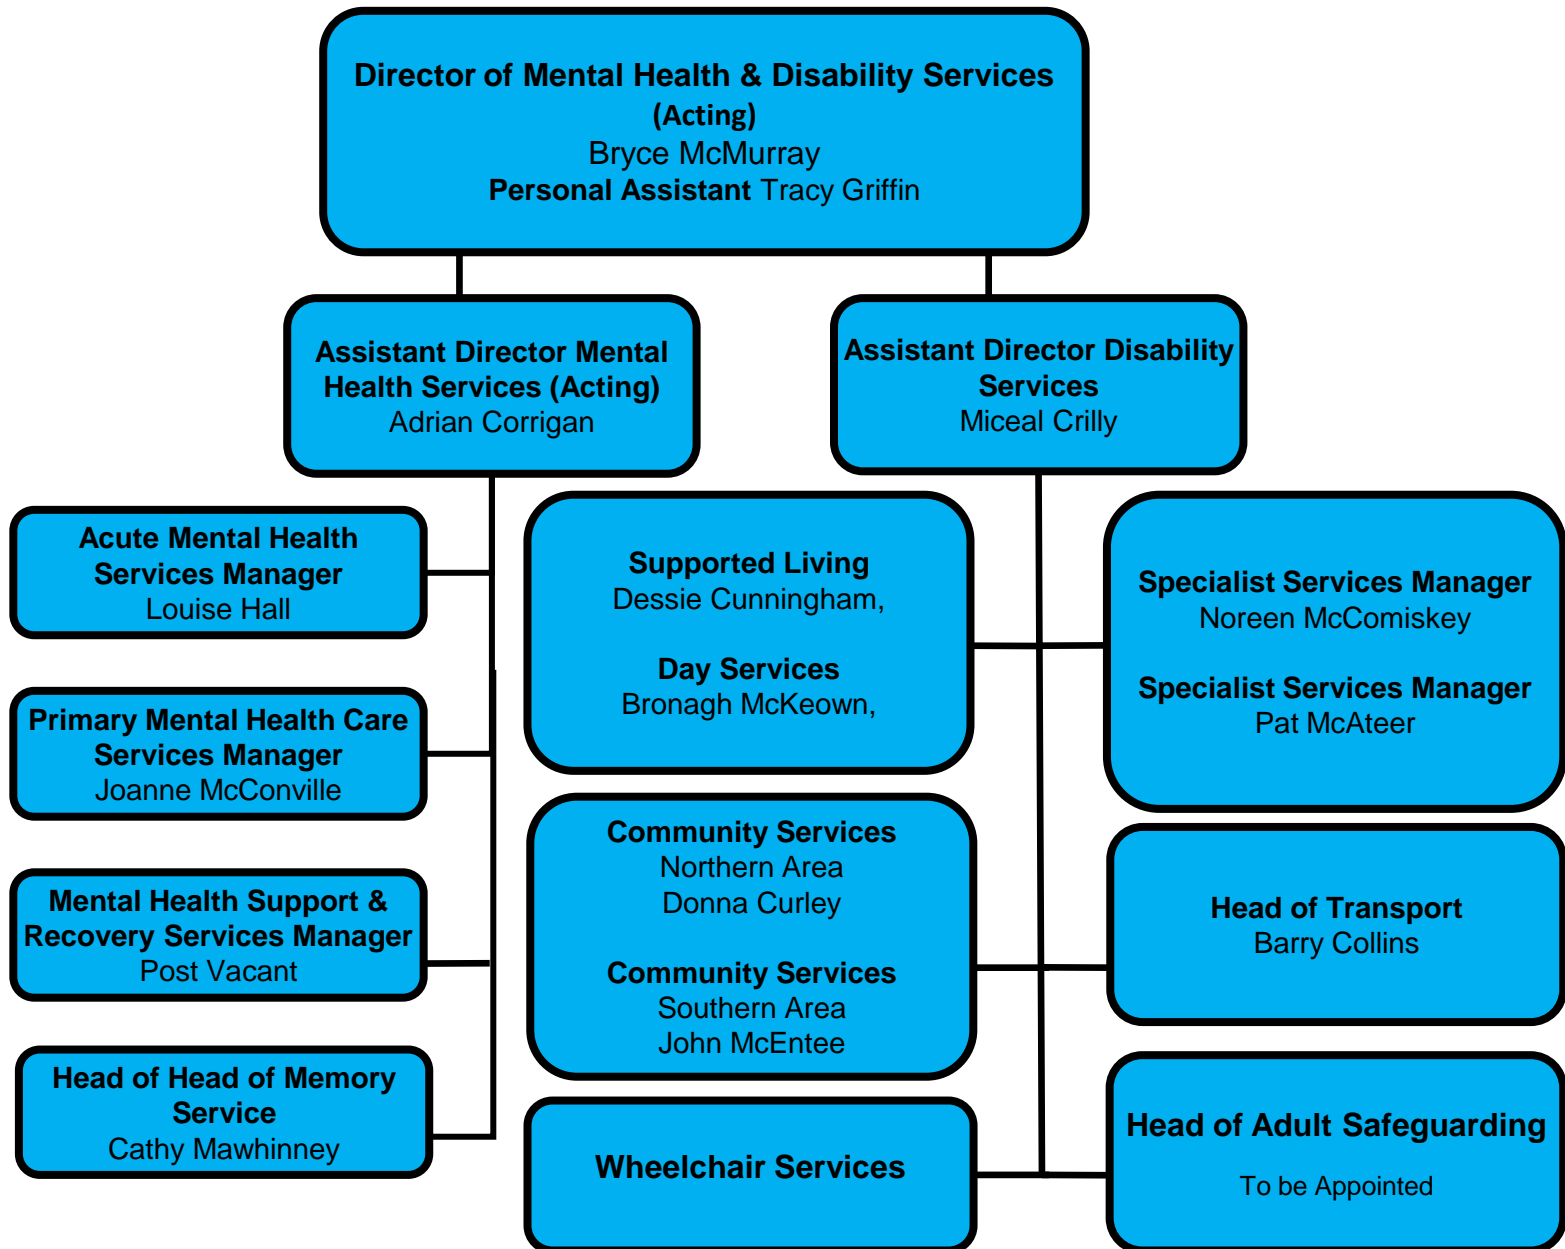 Director of Mental Health & Disability Services
(Acting)
Bryce McMurray
Personal Assistant Tracy Griffin
Assistant Director Mental
Health Services (Acting)
Adrian Corrigan
Assistant Director Disability
Services
Miceal Crilly
Acute Mental Health
Services Manager
Louise Hall
Primary Mental Health Care
Services Manager
Joanne McConville
Mental Health Support &
Recovery Services Manager
Post Vacant
Head of Head of Memory
Service
Cathy Mawhinney
Supported Living
Dessie Cunningham,
Day Services
Bronagh McKeown,
Community Services
Northern Area
Donna Curley
Community Services
Southern Area
John McEntee
Wheelchair Services
Specialist Services Manager
Noreen McComiskey
Specialist Services Manager
Pat McAteer
Head of Transport
Barry Collins
Head of Adult Safeguarding
To be Appointed